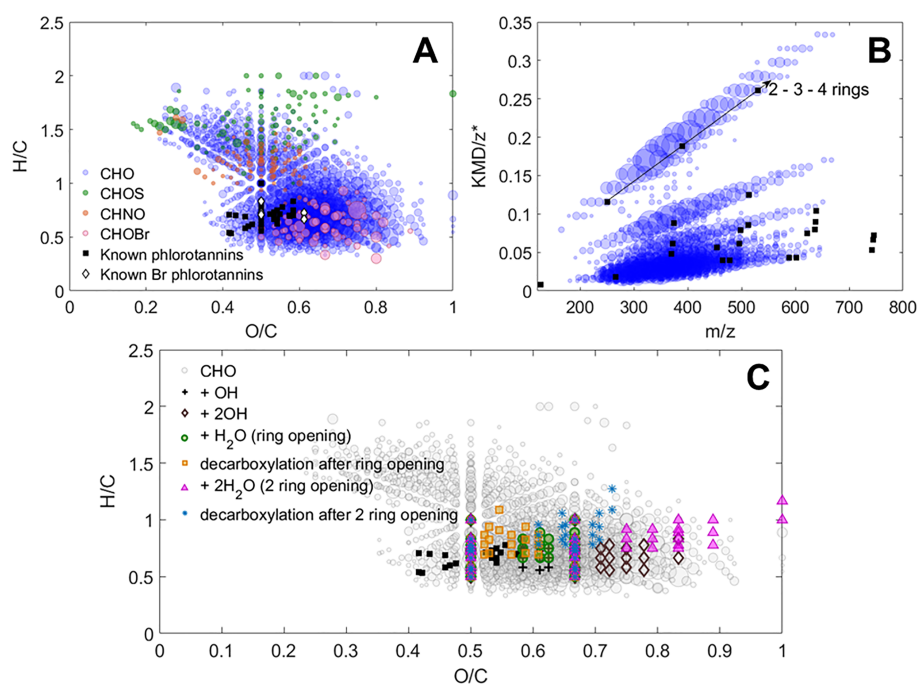 A
2.5
2
1.5
1
0.5
0
H/C
0
0.2
0.4
0.6
0.8
1
O/C
CHO
CHOS
CHNO
CHOBr
Known phlorotannins
Known Br phlorotannins
B
0.35
0.3
0.25
0.2
0.15
0.1
0.05
0
KMD/z*
200
300
400
500
600
700
800
m/z
2 - 3 - 4 rings
C
2.5
2
1.5
1
0.5
0
H/C
0
0.1
0.2
0.3
0.4
0.5
0.6
0.7
0.8
0.9
1
O/C
CHO
+ OH
+ 2OH
+ H₂O (ring opening)
decarboxylation after ring opening
+ 2H₂O (2 ring opening)
decarboxylation after 2 ring opening